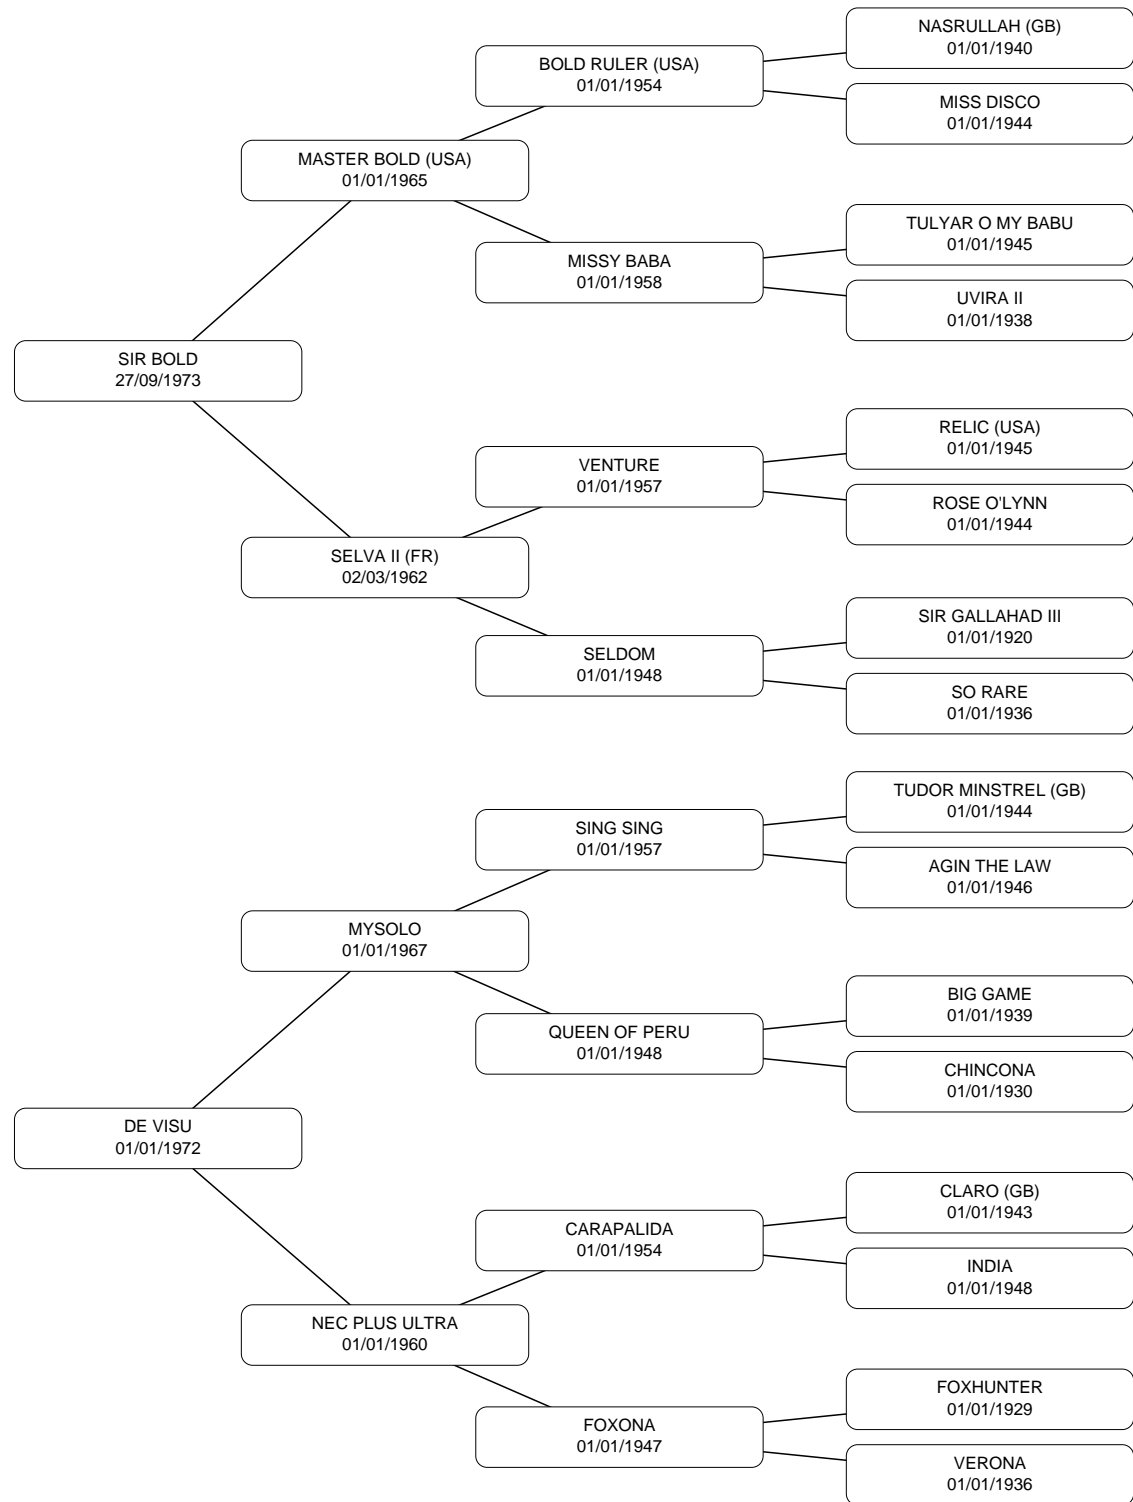 NASRULLAH (GB)
01/01/1940
BOLD RULER (USA)
01/01/1954
MISS DISCO
01/01/1944
MASTER BOLD (USA)
01/01/1965
TULYAR O MY BABU
01/01/1945
MISSY BABA
01/01/1958
UVIRA II
01/01/1938
SIR BOLD
27/09/1973
RELIC (USA)
01/01/1945
VENTURE
01/01/1957
ROSE O'LYNN
01/01/1944
SELVA II (FR)
02/03/1962
SIR GALLAHAD III
01/01/1920
SELDOM
01/01/1948
SO RARE
01/01/1936
TUDOR MINSTREL (GB)
01/01/1944
SING SING
01/01/1957
AGIN THE LAW
01/01/1946
MYSOLO
01/01/1967
BIG GAME
01/01/1939
QUEEN OF PERU
01/01/1948
CHINCONA
01/01/1930
DE VISU
01/01/1972
CLARO (GB)
01/01/1943
CARAPALIDA
01/01/1954
INDIA
01/01/1948
NEC PLUS ULTRA
01/01/1960
FOXHUNTER
01/01/1929
FOXONA
01/01/1947
VERONA
01/01/1936